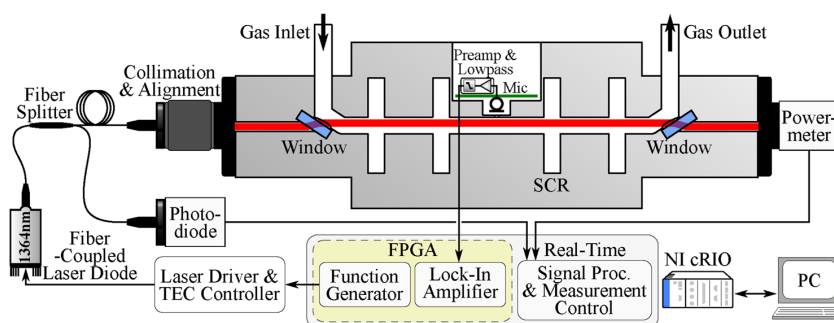 Gas Inlet
Gas Outlet
Preamp &
Lowpass
Mic
Collimation
& Alignment
Fiber
Splitter
Window
Window
SCR
Power-
meter
1364nm
Photo-
diode
Fiber
-Coupled
Laser Diode
Laser Driver &
TEC Controller
FPGA
Function
Generator
Lock-In
Amplifier
Real-Time
Signal Proc.
& Measurement
Control
NI cRIO
PC